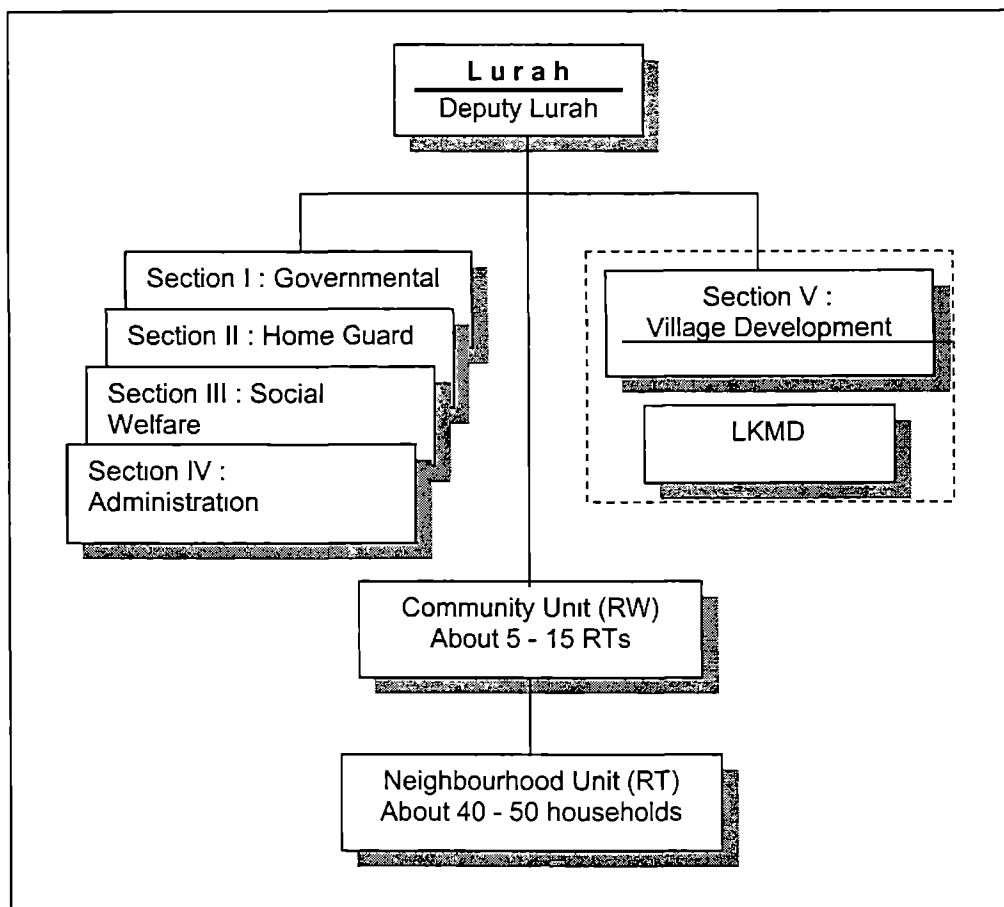 Lurah
Deputy Lurah
Section I : Governmental
Section II : Home Guard
Section III : Social
Welfare
Section IV :
Administration
Section V :
Village Development
LKMD
Community Unit (RW)
About 5 - 15 RTs
Neighbourhood Unit (RT)
About 40 - 50 households